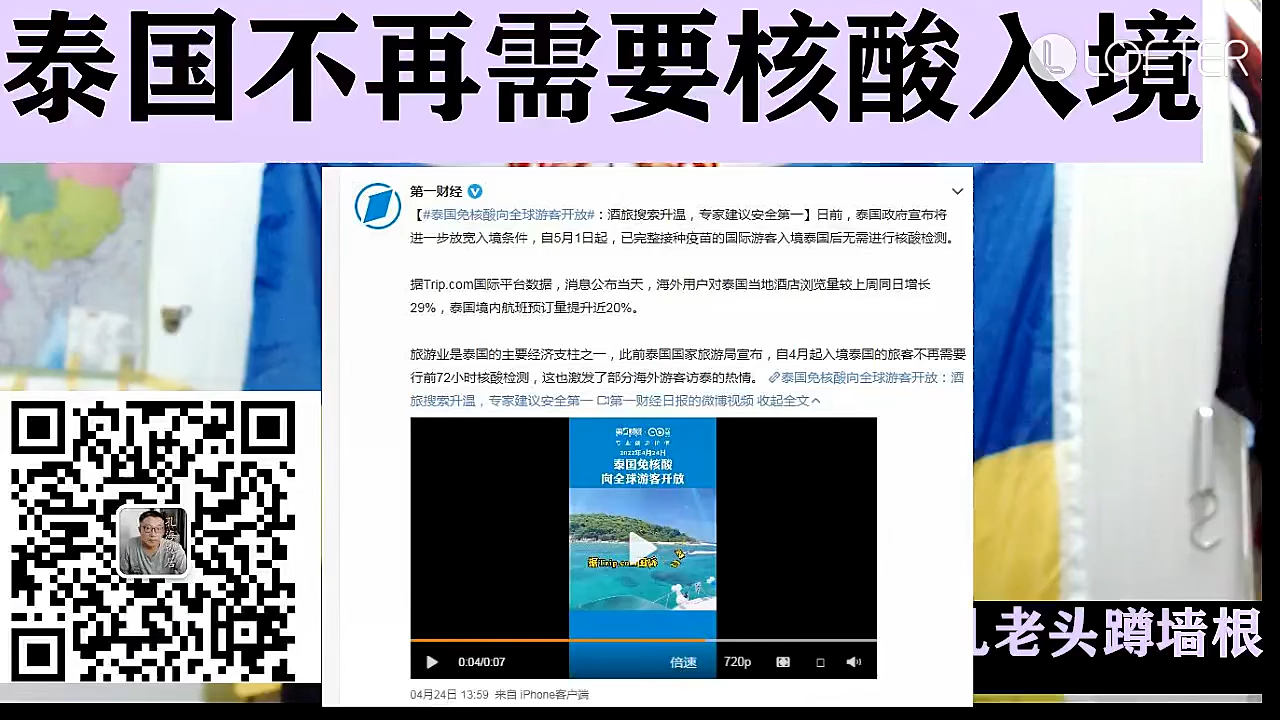 泰国不再需要核酸入境
LOFTER
第一财经
【#泰国免核酸向全球游客开放#：酒旅搜索升温，专家建议安全第一】日前，泰国政府宣布将
进一步放宽入境条件，自5月1日起，已完整接种疫苗的国际游客入境泰国后无需进行核酸检测。
据Trip.com国际平台数据，消息公布当天，海外用户对泰国当地酒店浏览量较上周同日增长
29%，泰国境内航班预订量提升近20%。
旅游业是泰国的主要经济支柱之一，此前泰国国家旅游局宣布，自4月起入境泰国的旅客不再需要
行前72小时核酸检测，这也激发了部分海外游客访泰的热情。 泰国免核酸向全球游客开放：酒
旅搜索升温，专家建议安全第一 第一财经日报的微博视频 收起全文
2022年4月24日
泰国免核酸
向全球游客开放
0:04/0:07
倍速
720p
04月24日 13:59 来自 iPhone客户端
老头蹲墙根